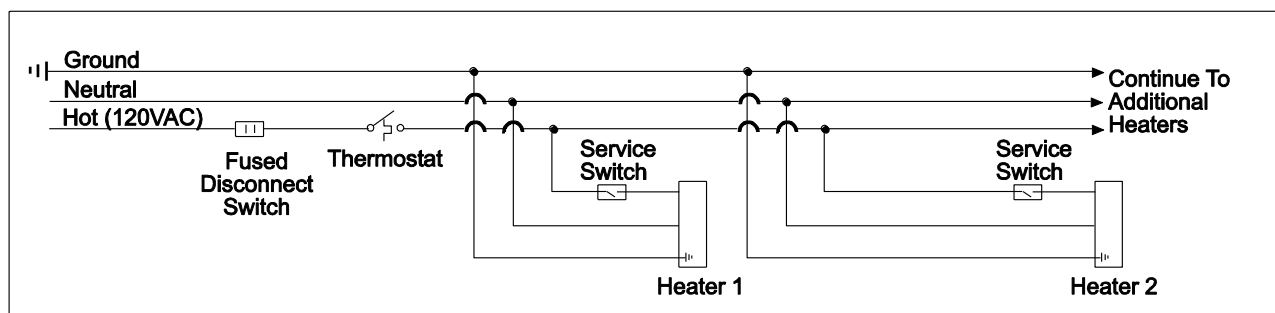 Ground
Neutral
Hot (120VAC)
Fused
Disconnect
Switch
Thermostat
Service
Switch
Heater 1
Service
Switch
Heater 2
Continue To
Additional
Heaters